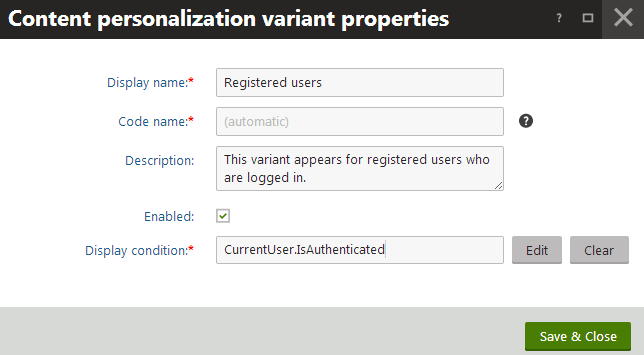 Content personalization variant properties ?
Display name:* Registered users
Code name:* (automatic) ?
Description: This variant appears for registered users who
are logged in.
Enabled:
Display condition:* CurrentUser.IsAuthenticated Edit Clear
Save & Close